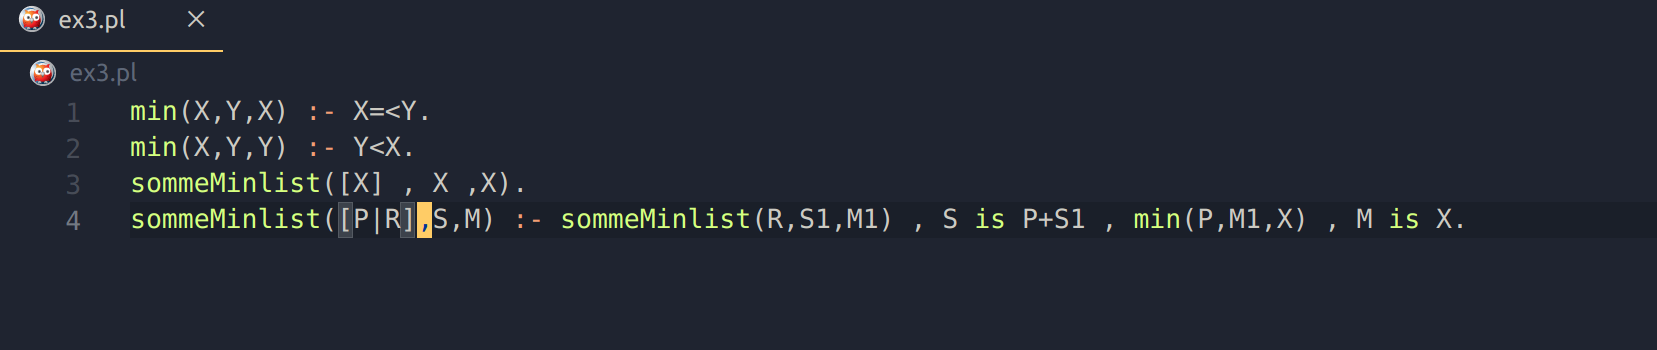 ex3.pl ×
ex3.pl
1 min(X,Y,X) :- X=<Y.
2 min(X,Y,Y) :- Y<X.
3 sommeMinlist([X] , X ,X).
4 sommeMinlist([P|R],S,M) :- sommeMinlist(R,S1,M1) , S is P+S1 , min(P,M1,X) , M is X.